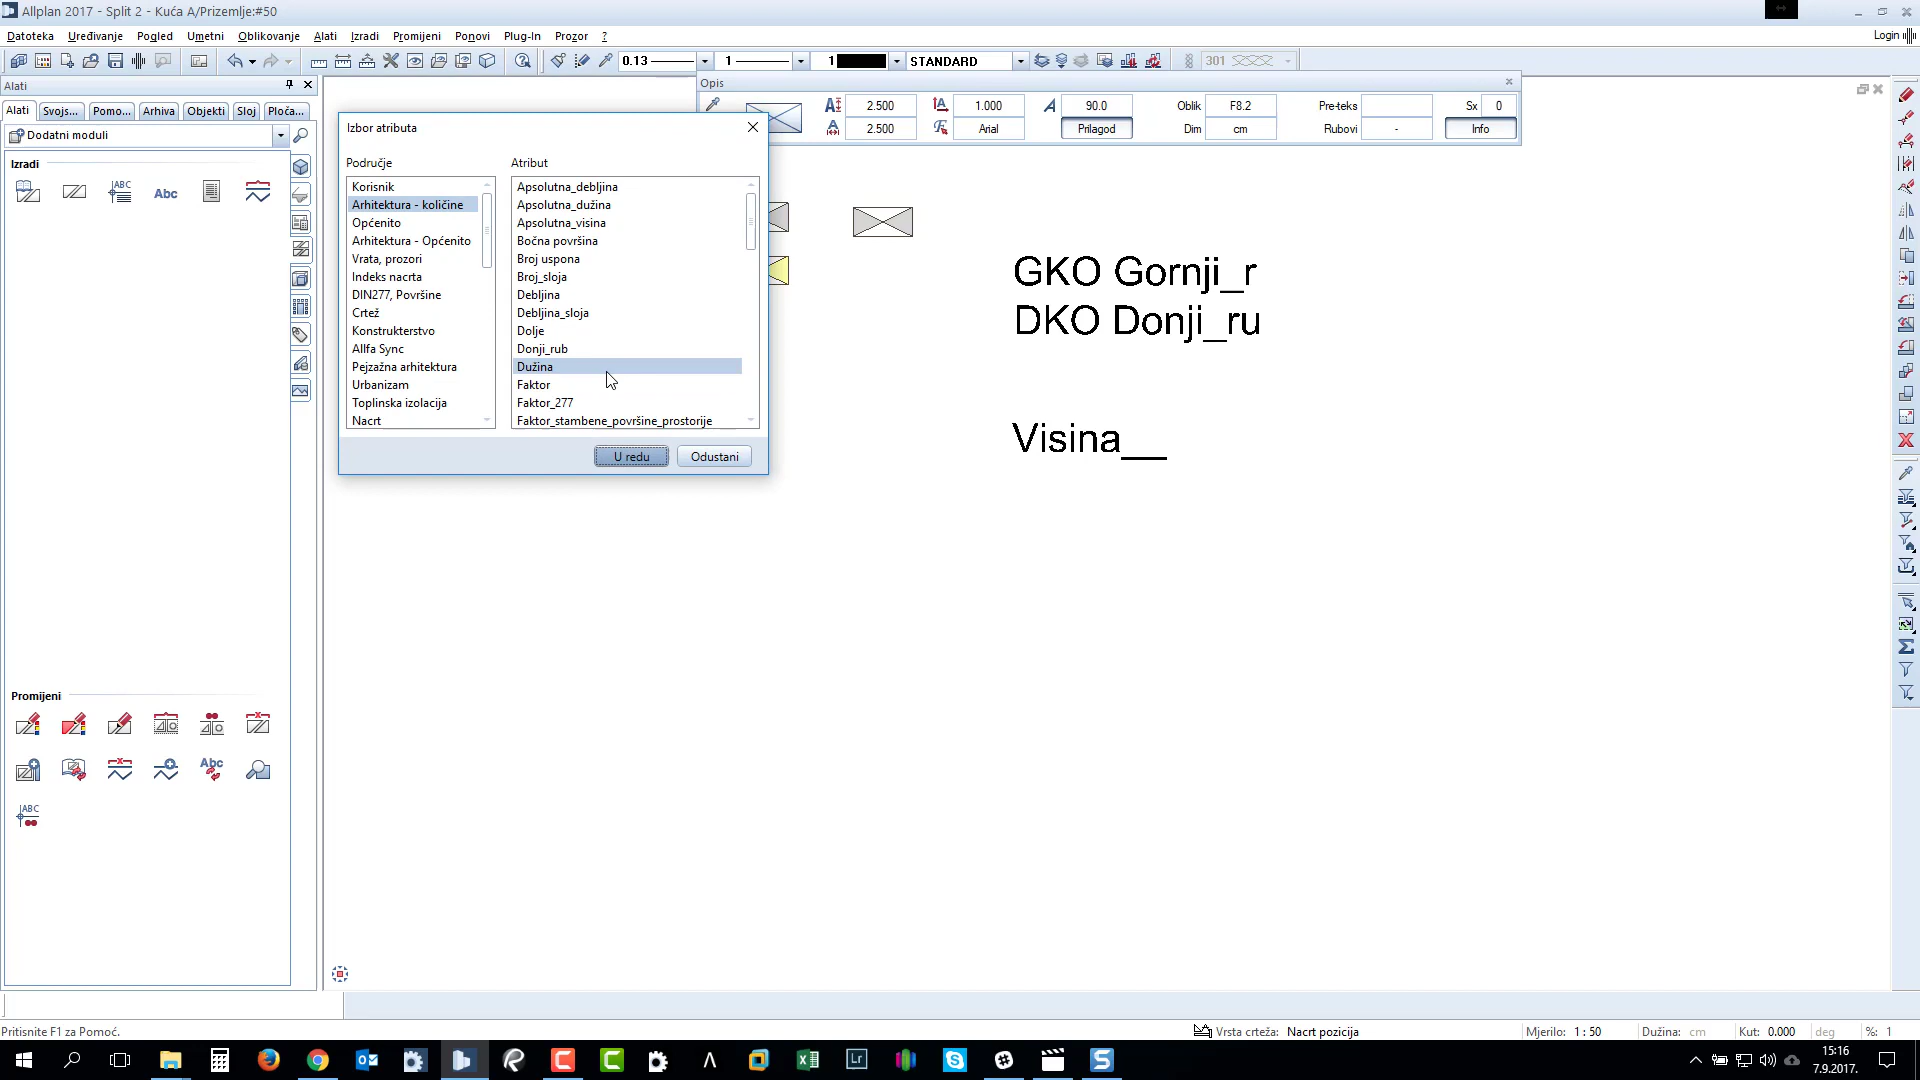 Allplan 2017 - Split 2 - Kuća A/Prizemlje:#50
Datoteka Uređivanje Pogled Umetni Oblikovanje Alati Izradi Promijeni Ponovi Plug-In Prozor ?
Login
0.13 1 1 STANDARD 301
Alati
Alati Svojs... Pomo... Arhiva Objekti Sloj Ploča...
Dodatni moduli
Izradi
ABC Abc
Opis
2.500 1.000 90.0 Oblik F8.2 Pre-teks Sx 0
2.500 Arial Prilagod Dim cm Rubovi - Info
Izbor atributa
Područje
Korisnik
Arhitektura - količine
Općenito
Arhitektura - Općenito
Vrata, prozori
Indeks nacrta
DIN277, Površine
Crtež
Konstrukterstvo
Allfa Sync
Pejzažna arhitektura
Urbanizam
Toplinska izolacija
Nacrt
Atribut
Apsolutna_debljina
Apsolutna_dužina
Apsolutna_visina
Bočna površina
Broj uspona
Broj_sloja
Debljina
Debljina_sloja
Dolje
Donji_rub
Dužina
Faktor
Faktor_277
Faktor_stambene_površine_prostorije
U redu Odustani
GKO Gornji_r
DKO Donji_ru
Visina__
Promijeni
Abc
ABC
Pritisnite F1 za Pomoć.
Vrsta crteža: Nacrt pozicija Mjerilo: 1 : 50 Dužina: cm Kut: 0.000 deg %: 1
15:16
7.9.2017.